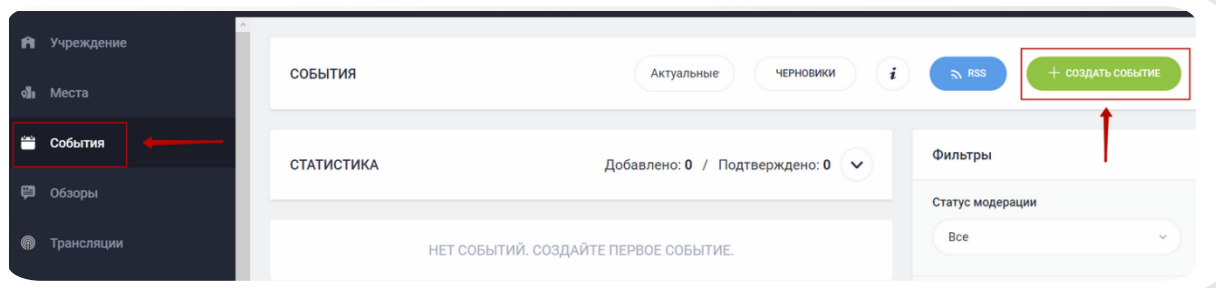 Учреждение
Места
События
Обзоры
Трансляции
СОБЫТИЯ
Актуальные
ЧЕРНОВИКИ
i
RSS
+ СОЗДАТЬ СОБЫТИЕ
СТАТИСТИКА
Добавлено: 0 / Подтверждено: 0
НЕТ СОБЫТИЙ. СОЗДАЙТЕ ПЕРВОЕ СОБЫТИЕ.
Фильтры
Статус модерации
Все